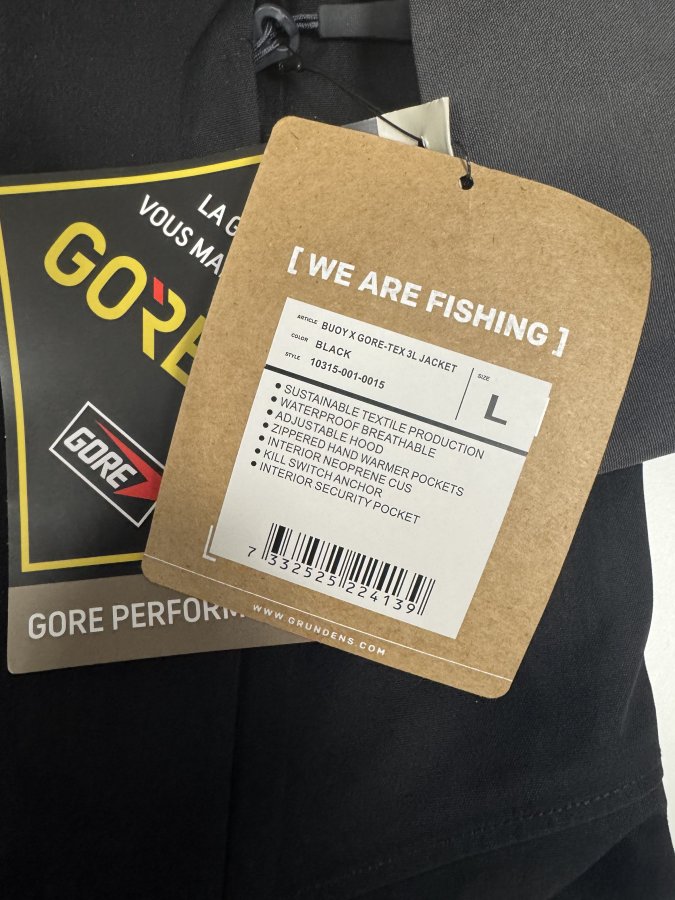 LA G
VOUS MA
GORE
GORE
GORE PERFORM
[ WE ARE FISHING ]
ARTICLE BUOY X GORE-TEX 3L JACKET
COLOR BLACK
STYLE 10315-001-0015
SIZE
L
• SUSTAINABLE TEXTILE PRODUCTION
• WATERPROOF BREATHABLE
• ADJUSTABLE HOOD
• ZIPPERED HAND WARMER POCKETS
• INTERIOR NEOPRENE CUS
• KILL SWITCH ANCHOR
• INTERIOR SECURITY POCKET
7 332525 224139
WWW.GRUNDENS.COM